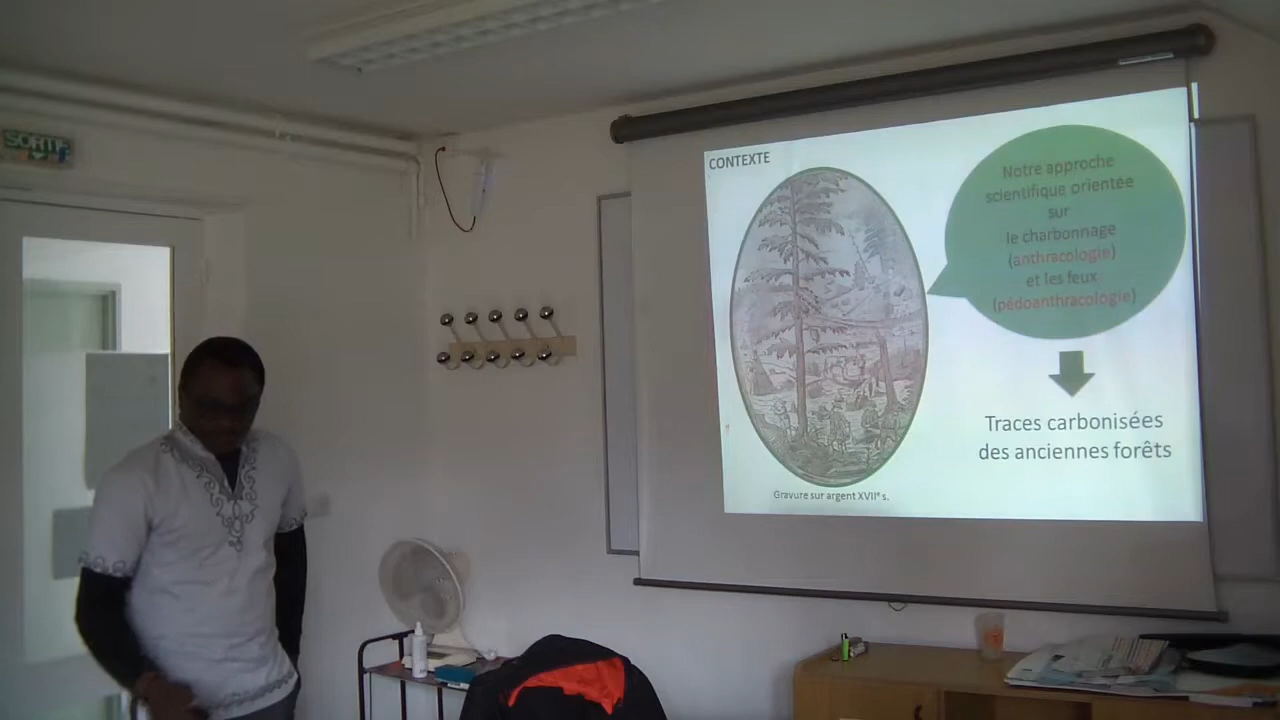 SORTIE
CONTEXTE
Notre approche
scientifique orientée
sur
le charbonnage
(anthracologie)
et les feux
(pédoanthracologie)
Traces carbonisées
des anciennes forêts
Gravure sur argent XVIIᵉ s.